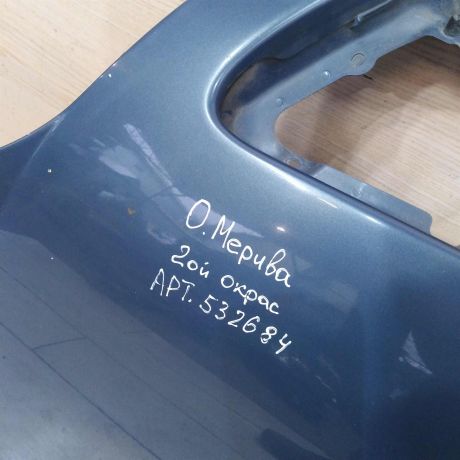 О. Мерива
2ой окрас
АРТ. 532684